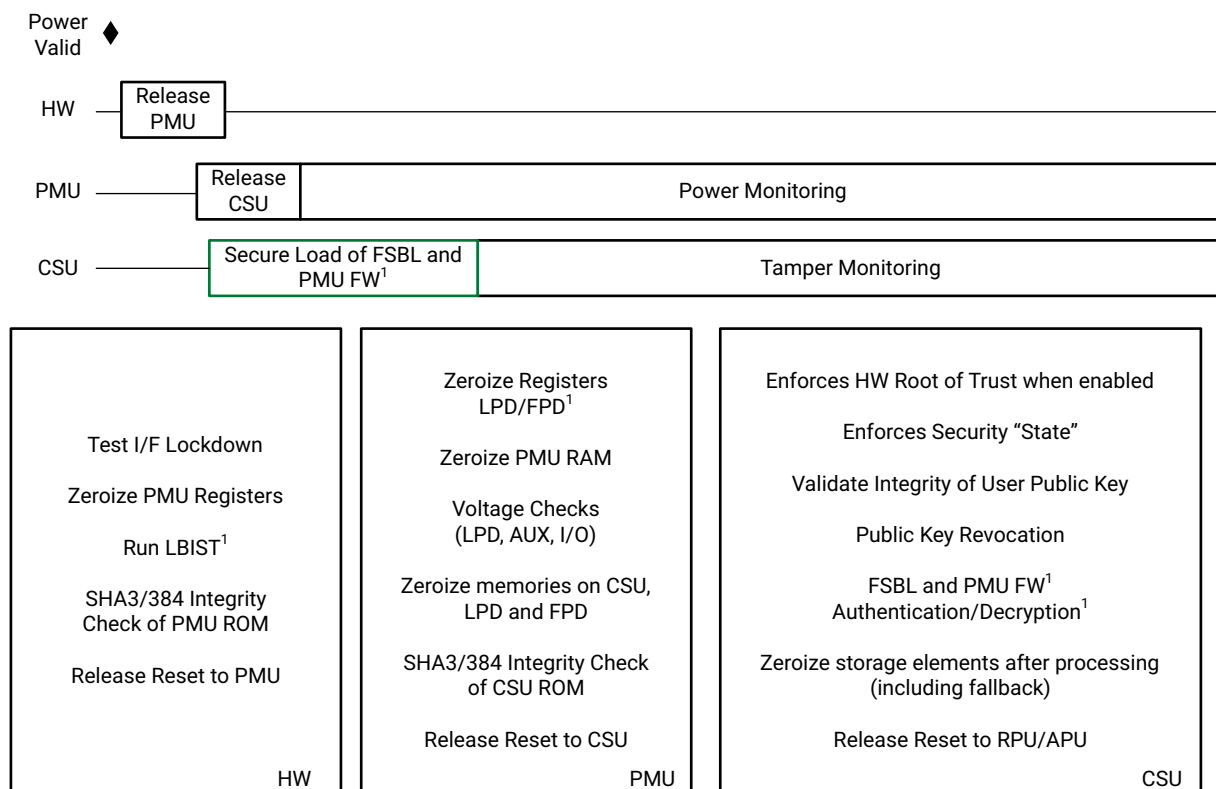 Power
Valid
HW
Release
PMU
PMU
Release
CSU
Power Monitoring
CSU
Secure Load of FSBL and
PMU FW¹
Tamper Monitoring
Test I/F Lockdown
Zeroize PMU Registers
Run LBIST¹
SHA3/384 Integrity
Check of PMU ROM
Release Reset to PMU
HW
Zeroize Registers
LPD/FPD¹
Zeroize PMU RAM
Voltage Checks
(LPD, AUX, I/O)
Zeroize memories on CSU,
LPD and FPD
SHA3/384 Integrity Check
of CSU ROM
Release Reset to CSU
PMU
Enforces HW Root of Trust when enabled
Enforces Security “State”
Validate Integrity of User Public Key
Public Key Revocation
FSBL and PMU FW¹
Authentication/Decryption¹
Zeroize storage elements after processing
(including fallback)
Release Reset to RPU/APU
CSU